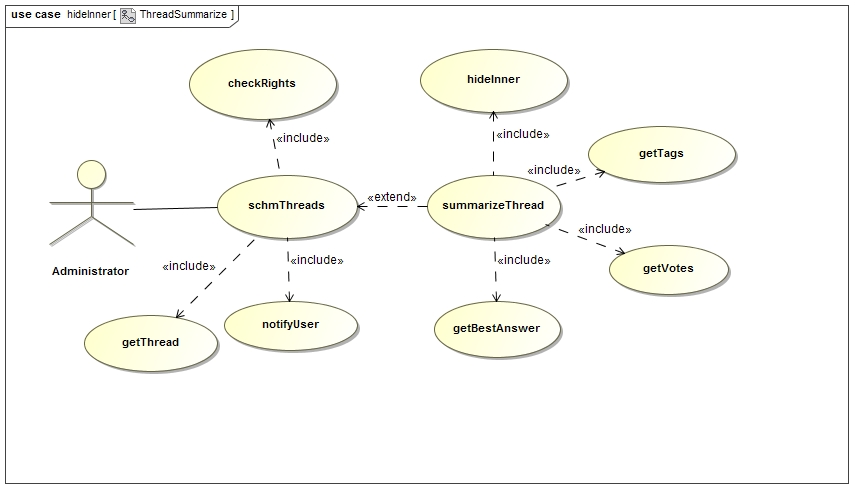 use case hideInner [ ThreadSummarize ]
checkRights
hideInner
«include»
«include»
getTags
«include»
schmThreads
«extend»
summarizeThread
«include»
Administrator
«include»
«include»
«include»
getVotes
getThread
notifyUser
getBestAnswer